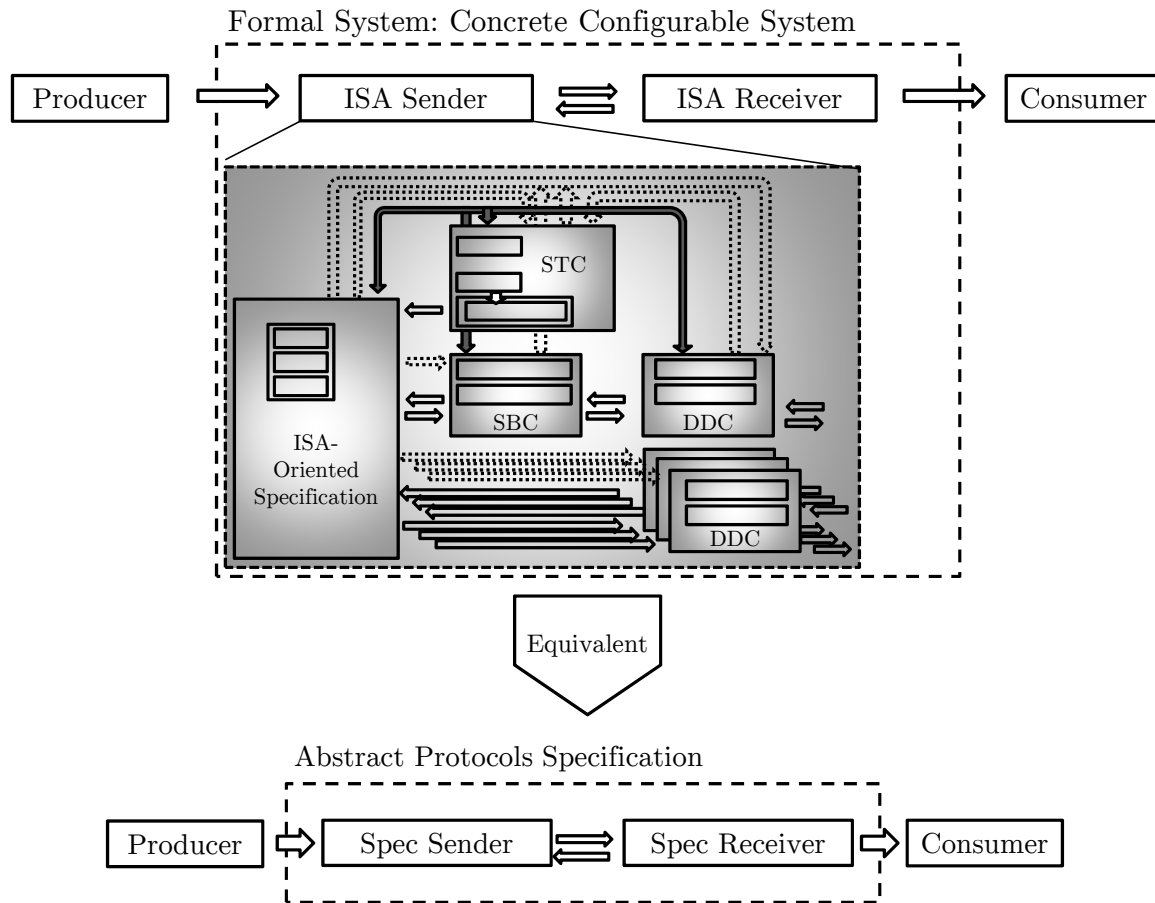 Formal System: Concrete Configurable System
Producer
ISA Sender
ISA Receiver
Consumer
STC
SBC
DDC
ISA-
Oriented
Specification
DDC
Equivalent
Abstract Protocols Specification
Producer
Spec Sender
Spec Receiver
Consumer